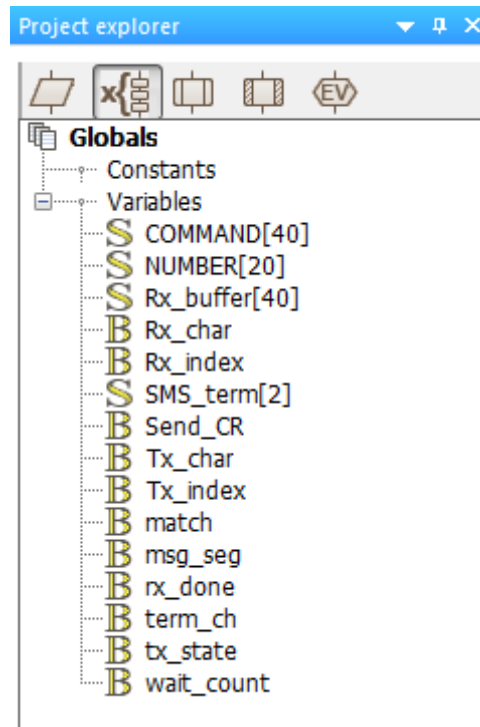 Project explorer
x{ EV
Globals
Constants
Variables
S COMMAND[40]
S NUMBER[20]
S Rx_buffer[40]
B Rx_char
B Rx_index
S SMS_term[2]
B Send_CR
B Tx_char
B Tx_index
B match
B msg_seg
B rx_done
B term_ch
B tx_state
B wait_count